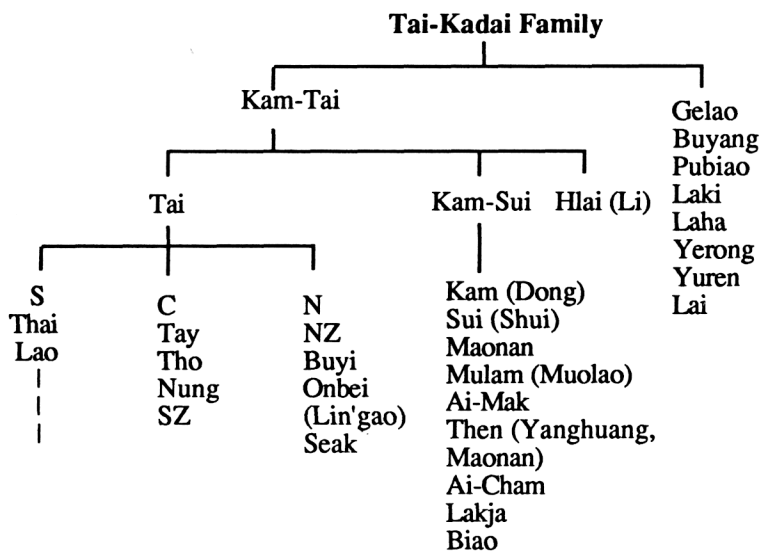 Tai-Kadai Family
Kam-Tai
Gelao
Buyang
Pubiao
Laki
Laha
Yerong
Yuren
Lai
Tai
Kam-Sui
Hlai (Li)
S
Thai
Lao
C
Tay
Tho
Nung
SZ
N
NZ
Buyi
Onbei
(Lin'gao)
Seak
Kam (Dong)
Sui (Shui)
Maonan
Mulam (Muolao)
Ai-Mak
Then (Yanghuang,
Maonan)
Ai-Cham
Lakja
Biao